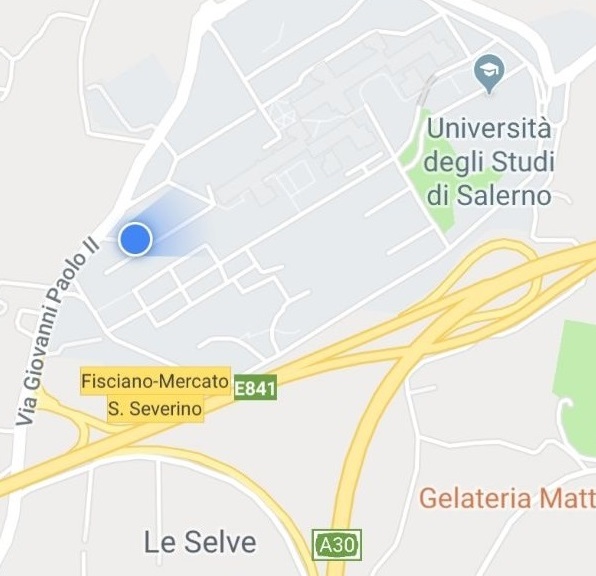 Università
degli Studi
di Salerno
Via Giovanni Paolo II
Fisciano-Mercato
S. Severino
E841
Gelateria Matt
Le Selve
A30